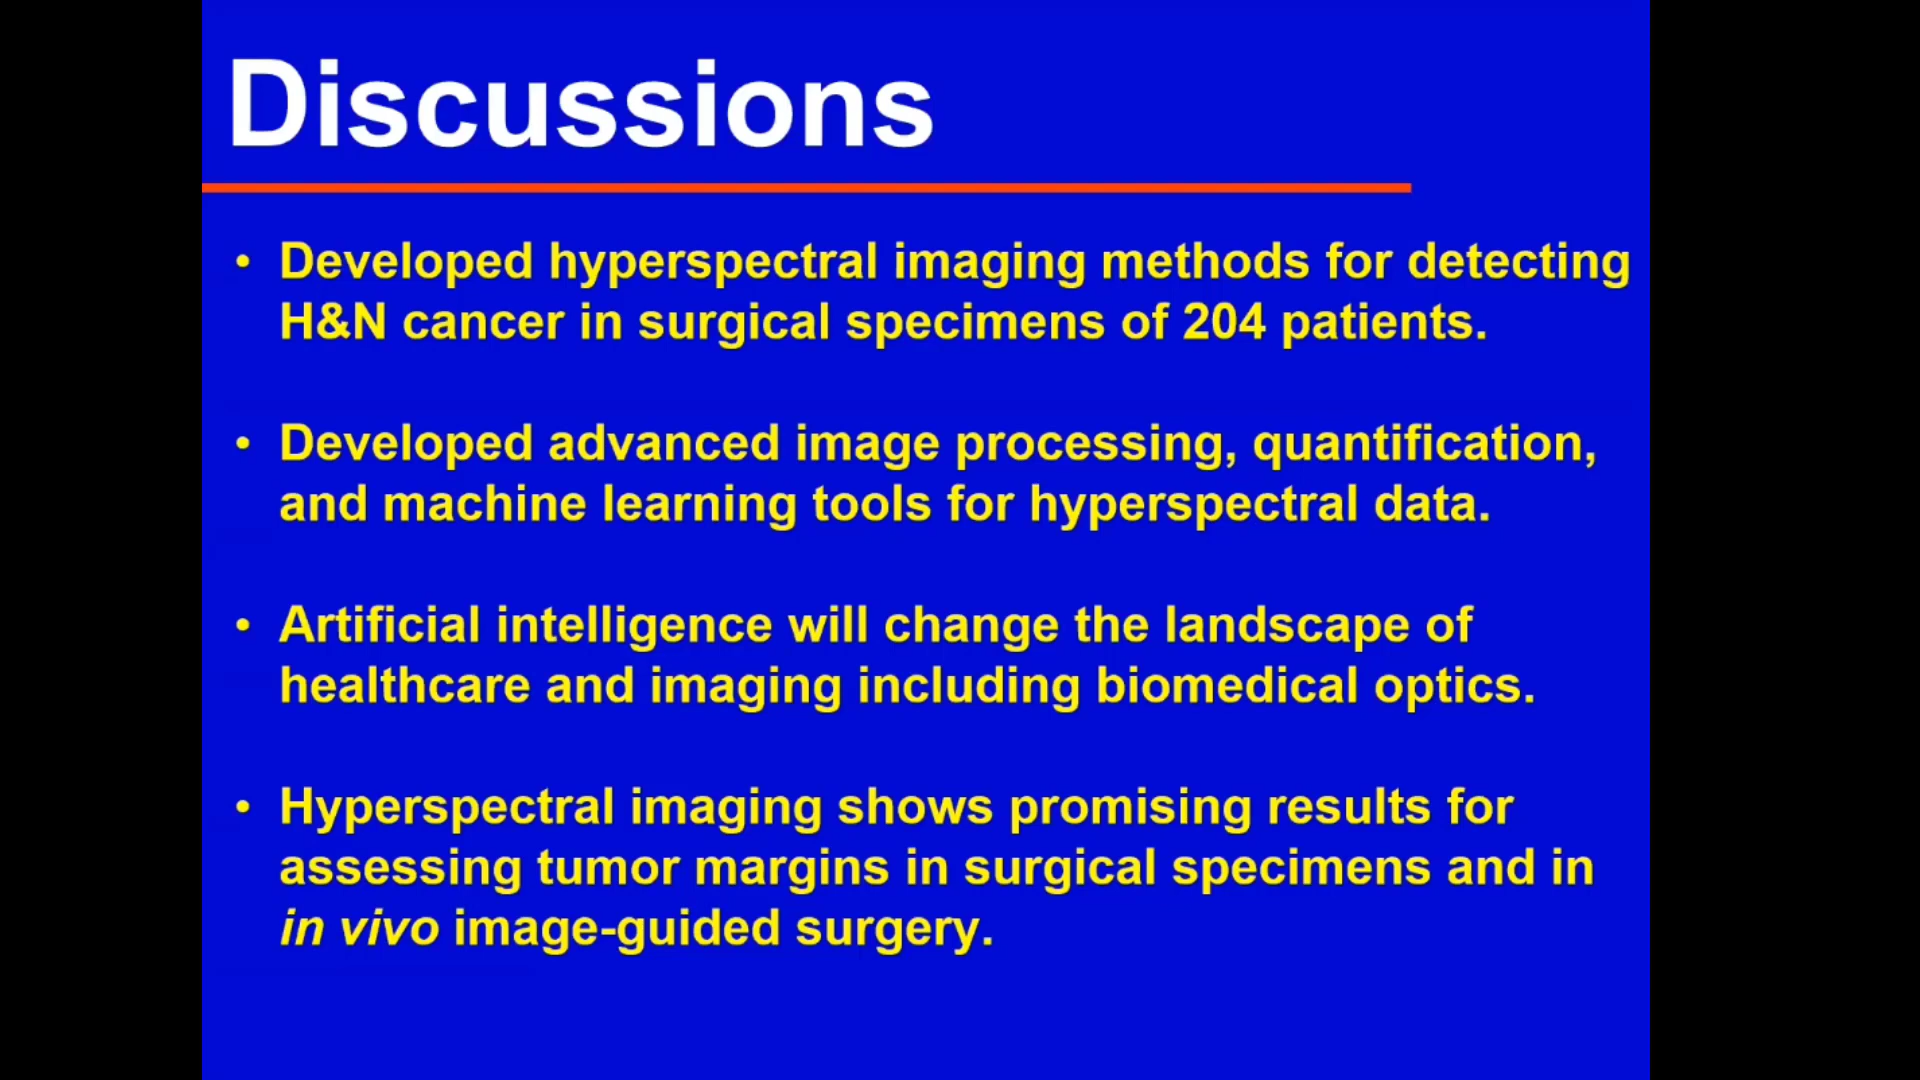 Discussions
• Developed hyperspectral imaging methods for detecting
H&N cancer in surgical specimens of 204 patients.
• Developed advanced image processing, quantification,
and machine learning tools for hyperspectral data.
• Artificial intelligence will change the landscape of
healthcare and imaging including biomedical optics.
• Hyperspectral imaging shows promising results for
assessing tumor margins in surgical specimens and in
in vivo image-guided surgery.